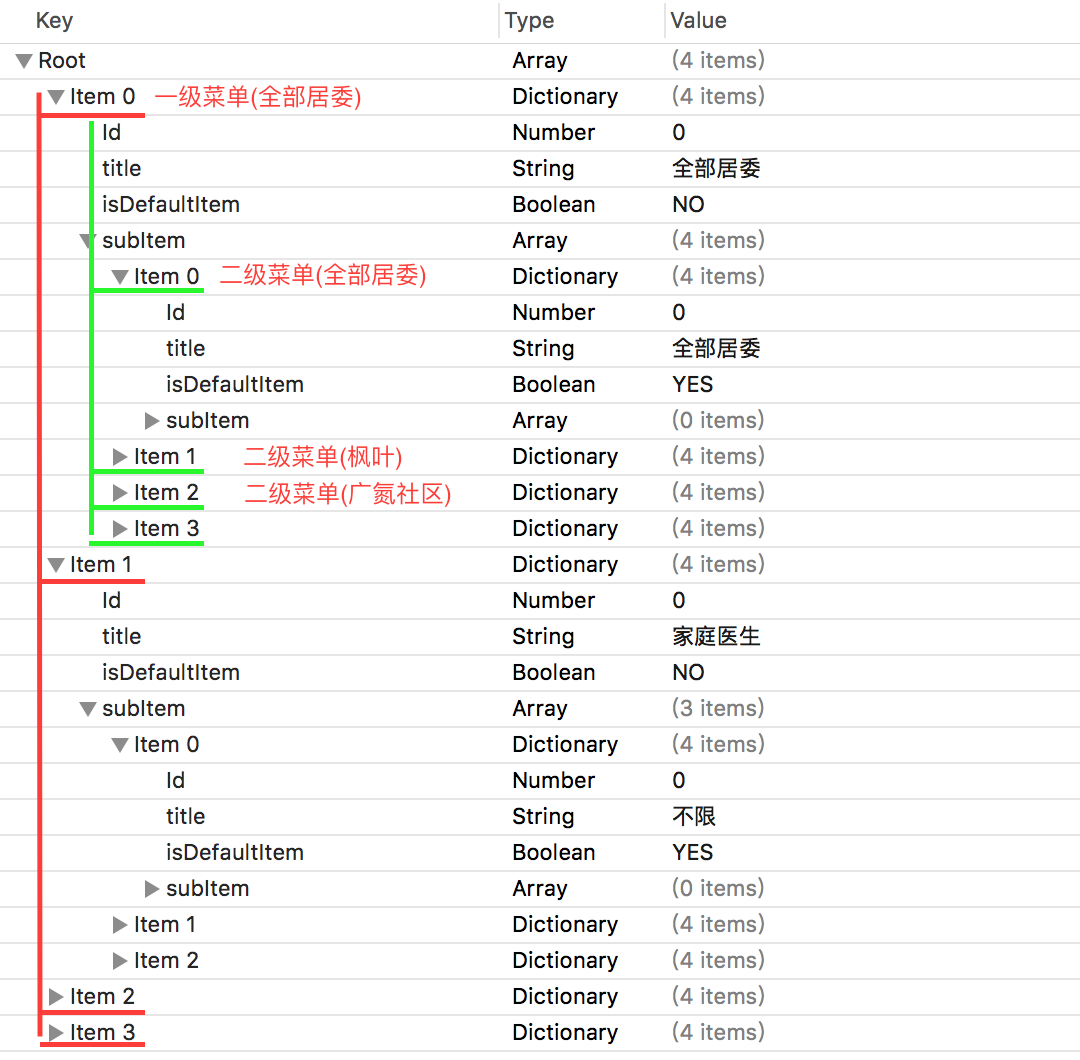 Key Type Value
Root Array (4 items)
Item 0 一级菜单(全部居委) Dictionary (4 items)
Id Number 0
title String 全部居委
isDefaultItem Boolean NO
subItem Array (4 items)
Item 0 二级菜单(全部居委) Dictionary (4 items)
Id Number 0
title String 全部居委
isDefaultItem Boolean YES
subItem Array (0 items)
Item 1 二级菜单(枫叶) Dictionary (4 items)
Item 2 二级菜单(广氮社区) Dictionary (4 items)
Item 3 Dictionary (4 items)
Item 1 Dictionary (4 items)
Id Number 0
title String 家庭医生
isDefaultItem Boolean NO
subItem Array (3 items)
Item 0 Dictionary (4 items)
Id Number 0
title String 不限
isDefaultItem Boolean YES
subItem Array (0 items)
Item 1 Dictionary (4 items)
Item 2 Dictionary (4 items)
Item 2 Dictionary (4 items)
Item 3 Dictionary (4 items)